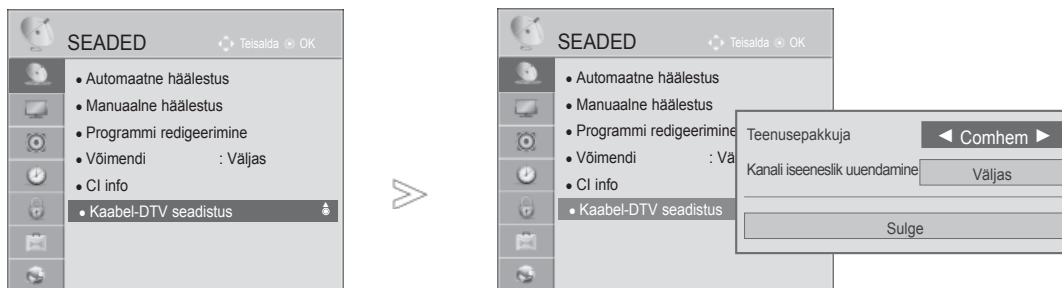 SEADED Teisalda OK
• Automaatne häälestus
• Manuaalne häälestus
• Programmi redigeerimine
• Võimendi : Väljas
• CI info
• Kaabel-DTV seadistus
SEADED Teisalda OK
• Automaatne häälestus
• Manuaalne häälestus
• Programmi redigeerimine
• Võimendi : Vä
• CI info
• Kaabel-DTV seadistus
Teenusepakkuja ◄ Comhem ►
Kanali iseeneslik uuendamine Väljas
Sulge